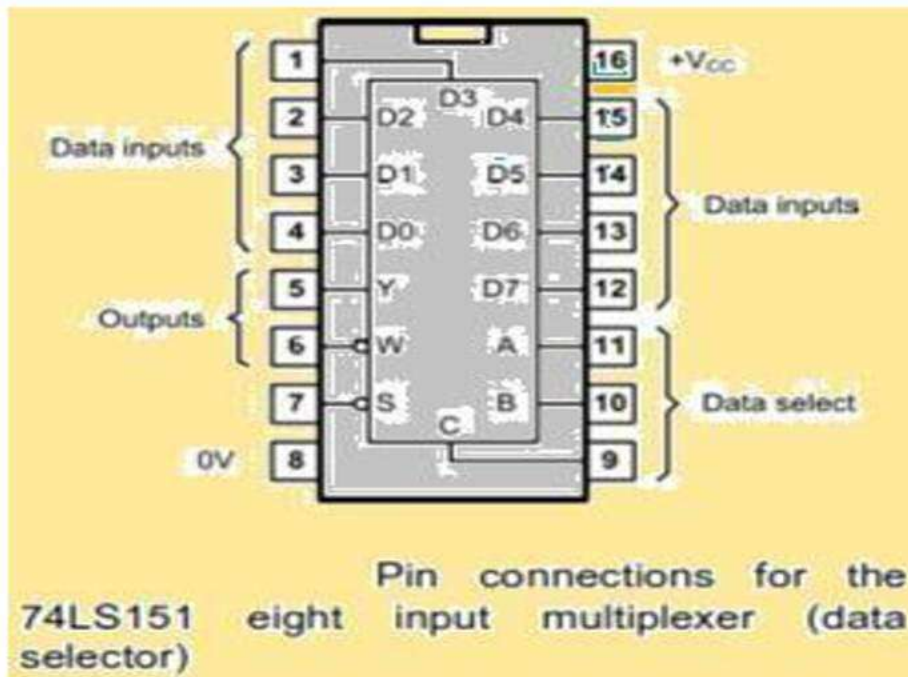 1 16 +VCC
D3
2 D2 D4 15
Data inputs
3 D1 D5 14
Data inputs
4 D0 D6 13
5 Y D7 12
Outputs
6 W A 11
7 S B 10 Data select
C
0V 8 9
Pin connections for the
74LS151 eight input multiplexer (data
selector)